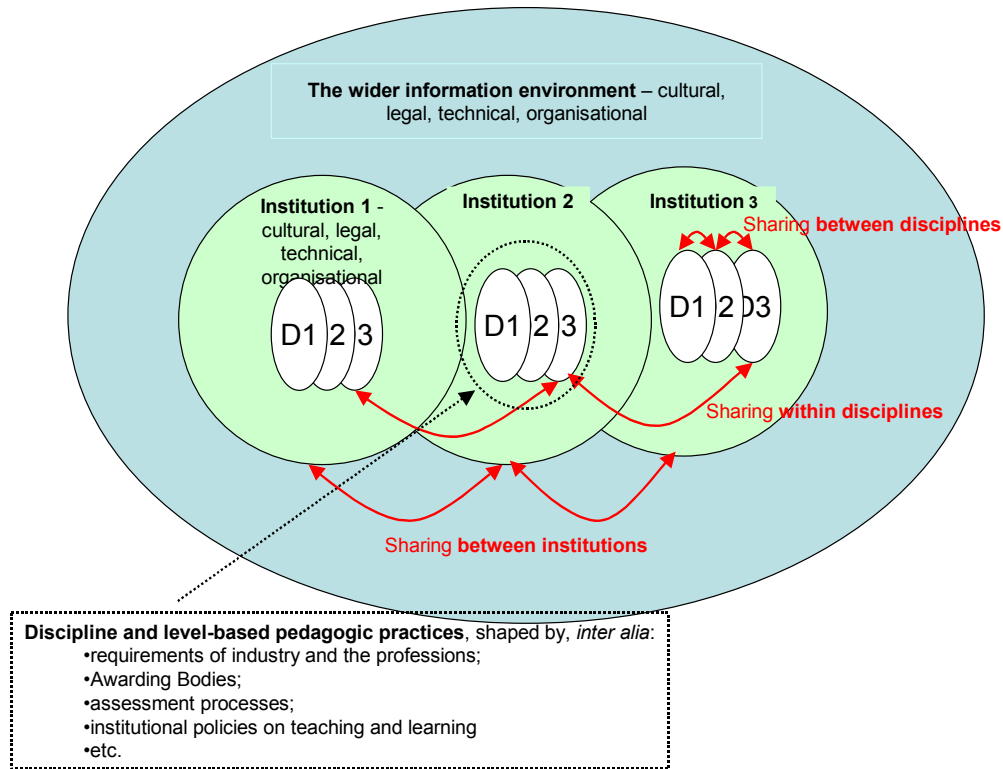 The wider information environment – cultural,
legal, technical, organisational
Institution 1 -
cultural, legal,
technical,
organisational
Institution 2
Institution 3
Sharing between disciplines
D1 2 3
D1 2 3
D1 2 D3
Sharing within disciplines
Sharing between institutions
Discipline and level-based pedagogic practices, shaped by, inter alia:
•requirements of industry and the professions;
•Awarding Bodies;
•assessment processes;
•institutional policies on teaching and learning
•etc.